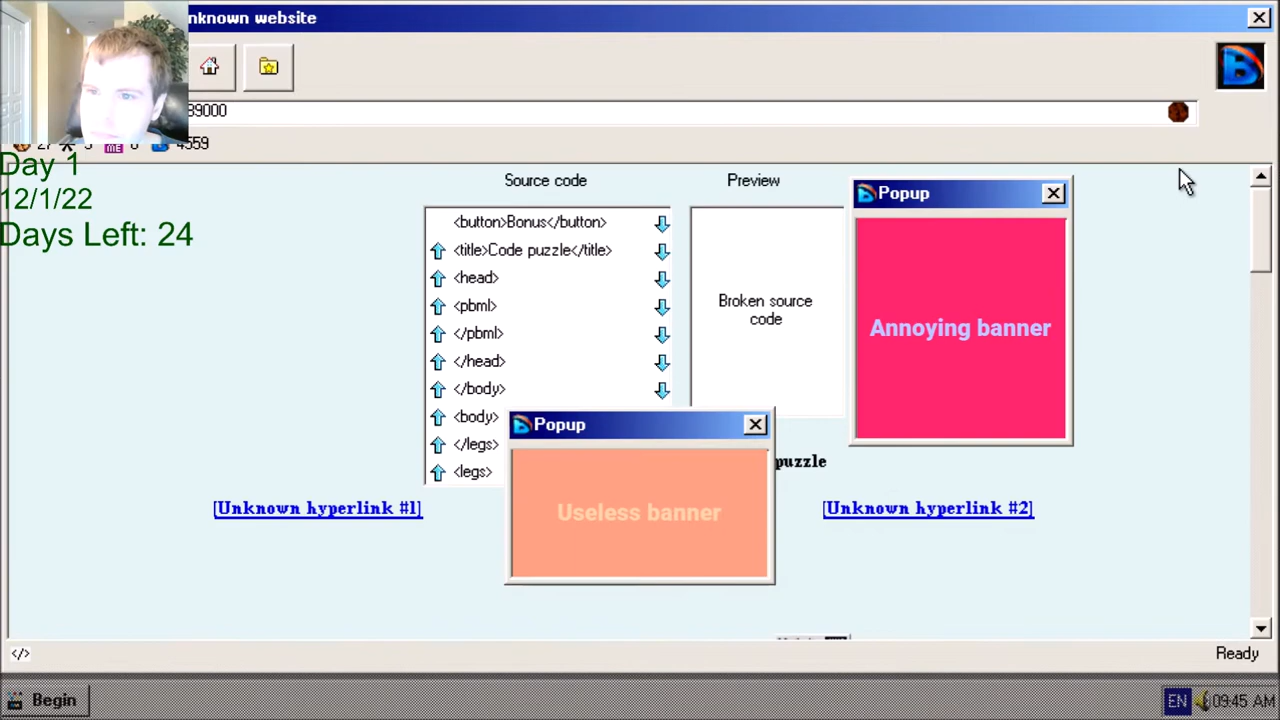 nknown website
39000
4559
Day 1
12/1/22
Days Left: 24
Source code
Preview
<button>Bonus</button>
<title>Code puzzle</title>
<head>
<pbml>
</pbml>
</head>
</body>
<body>
</legs>
<legs>
Broken source
code
Popup
Annoying banner
Popup
Useless banner
puzzle
[Unknown hyperlink #1]
[Unknown hyperlink #2]
</>
Ready
Begin
EN
09:45 AM